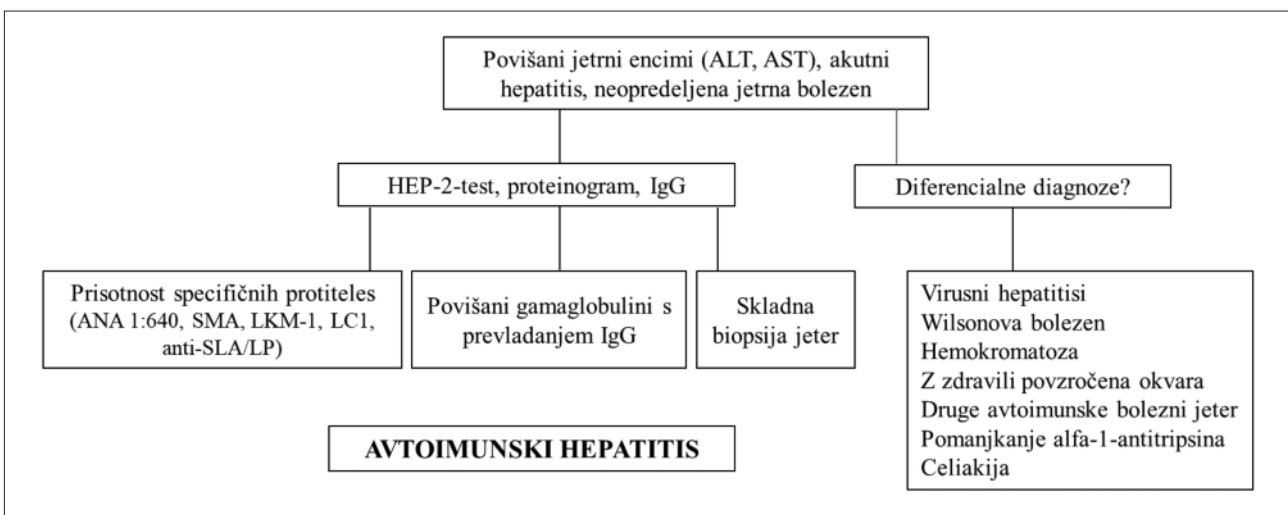 Povišani jetrni encimi (ALT, AST), akutni
hepatitis, neopredeljena jetrna bolezen
HEP-2-test, proteinogram, IgG
Diferencialne diagnoze?
Prisotnost specifičnih protiteles
(ANA 1:640, SMA, LKM-1, LC1,
anti-SLA/LP)
Povišani gamaglobulini s
prevladanjem IgG
Skladna
biopsija jeter
Virusni hepatitisi
Wilsonova bolezen
Hemokromatoza
Z zdravili povzročena okvara
Druge avtoimunske bolezni jeter
Pomanjkanje alfa-1-antitripsina
Celiakija
AVTOIMUNSKI HEPATITIS